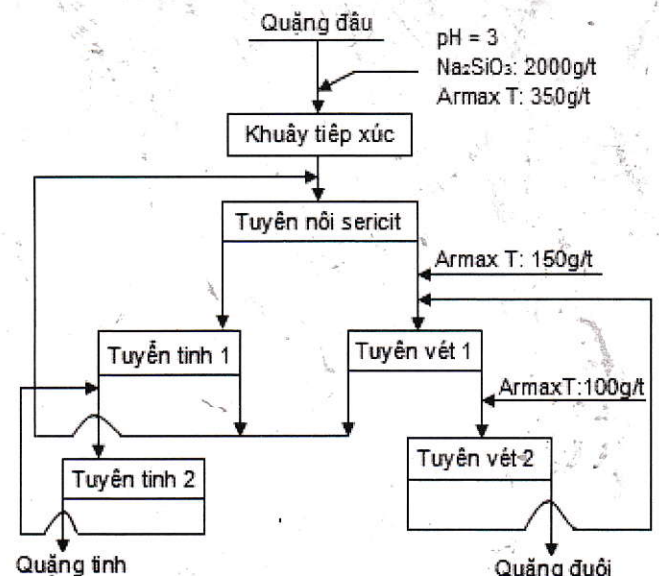 Quặng đầu
pH = 3
Na₂SiO₃: 2000g/t
Armax T: 350g/t
Khuấy tiếp xúc
Tuyển nổi sericit
Armax T: 150g/t
Tuyển tinh 1
Tuyển vét 1
ArmaxT:100g/t
Tuyển tinh 2
Tuyển vét 2
Quặng tinh
Quặng đuôi